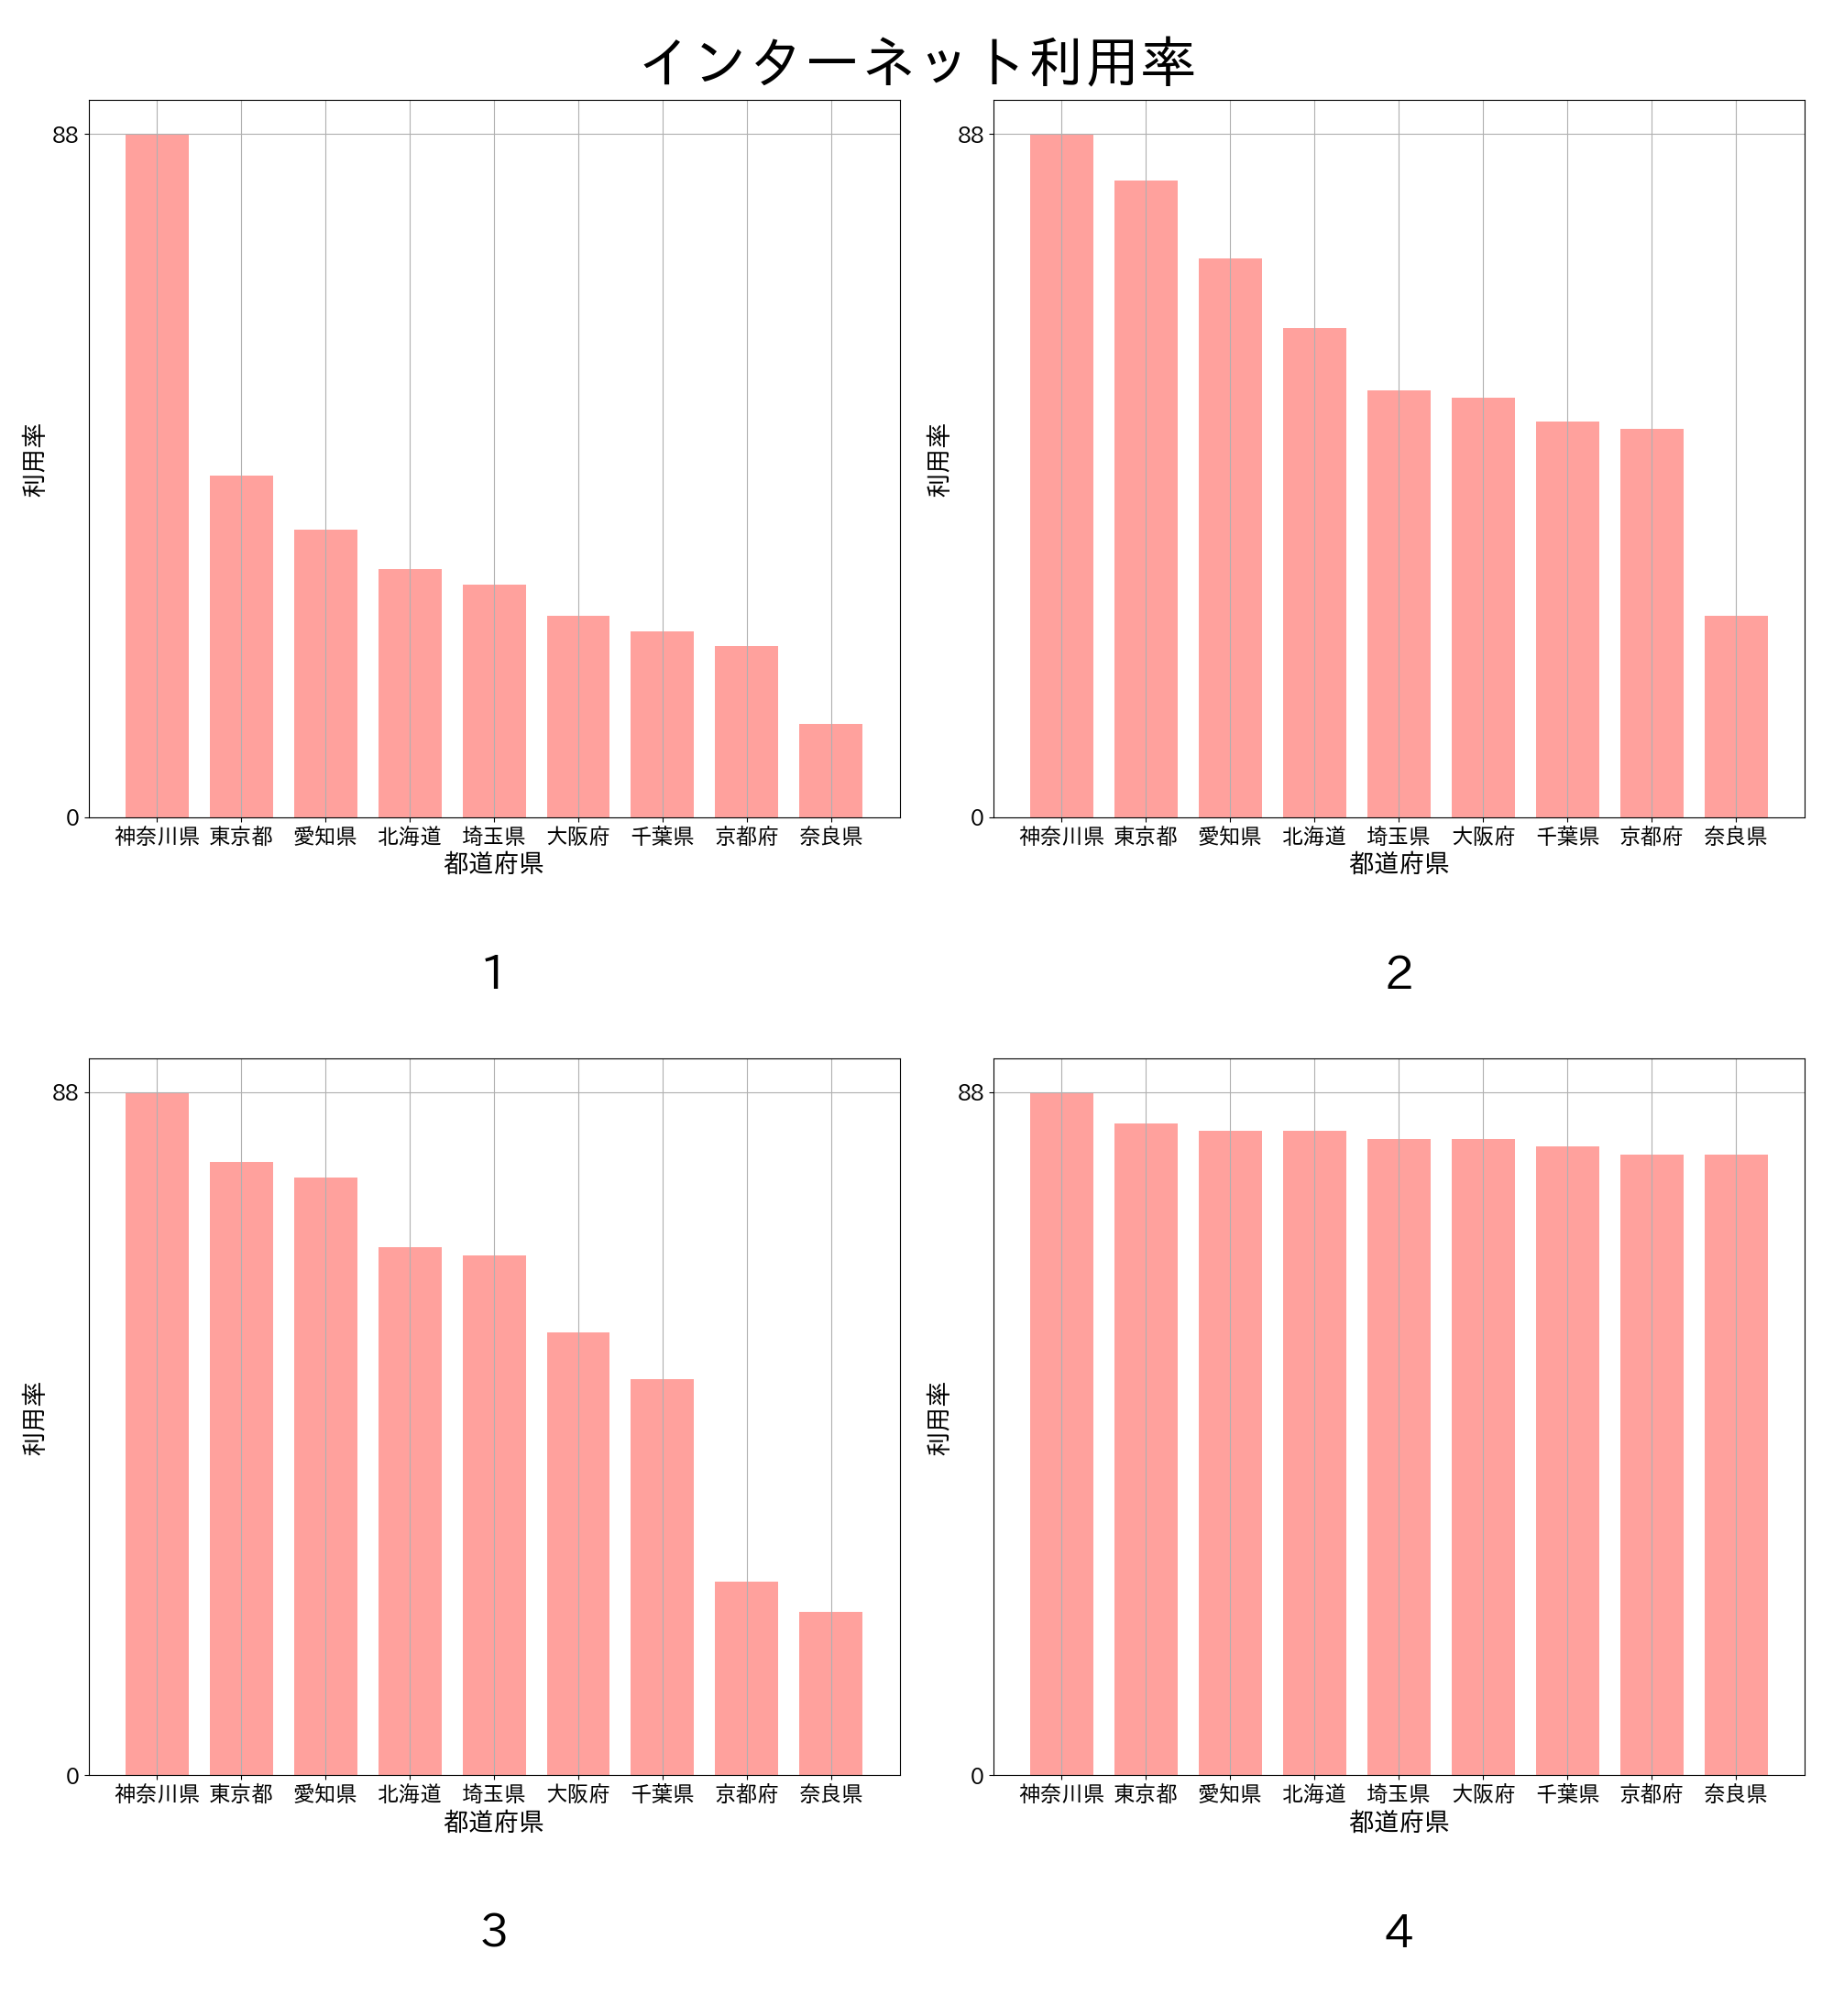 インターネット利用率
88
0
利用率
神奈川県 東京都 愛知県 北海道 埼玉県 大阪府 千葉県 京都府 奈良県
都道府県
1
88
0
利用率
神奈川県 東京都 愛知県 北海道 埼玉県 大阪府 千葉県 京都府 奈良県
都道府県
2
88
0
利用率
神奈川県 東京都 愛知県 北海道 埼玉県 大阪府 千葉県 京都府 奈良県
都道府県
3
88
0
利用率
神奈川県 東京都 愛知県 北海道 埼玉県 大阪府 千葉県 京都府 奈良県
都道府県
4